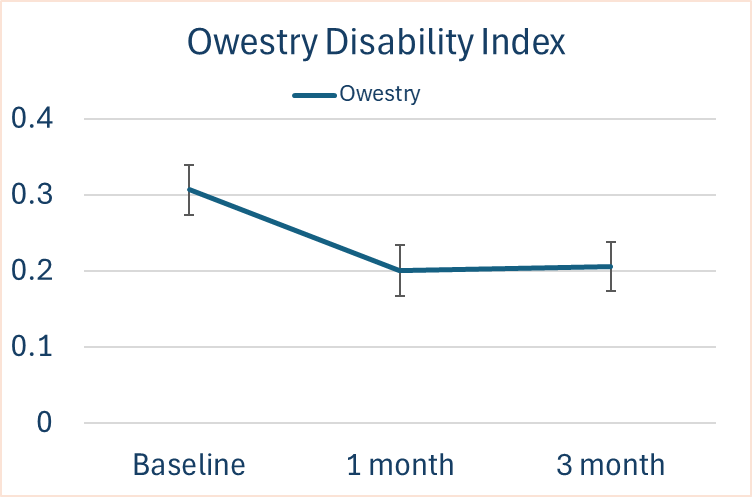 Owestry Disability Index
Owestry
0.4
0.3
0.2
0.1
0
Baseline 1 month 3 month